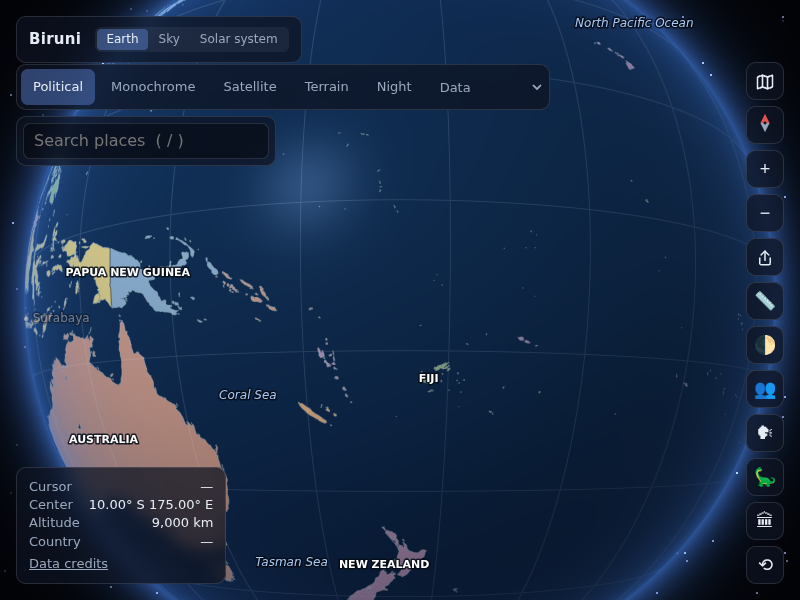 North Pacific Ocean
Biruni Earth Sky Solar system
Political Monochrome Satellite Terrain Night Data
Search places ( / )
PAPUA NEW GUINEA
Surabaya
FIJI
Coral Sea
AUSTRALIA
Cursor —
Center 10.00° S 175.00° E
Altitude 9,000 km
Country —
Data credits
Tasman Sea
NEW ZEALAND